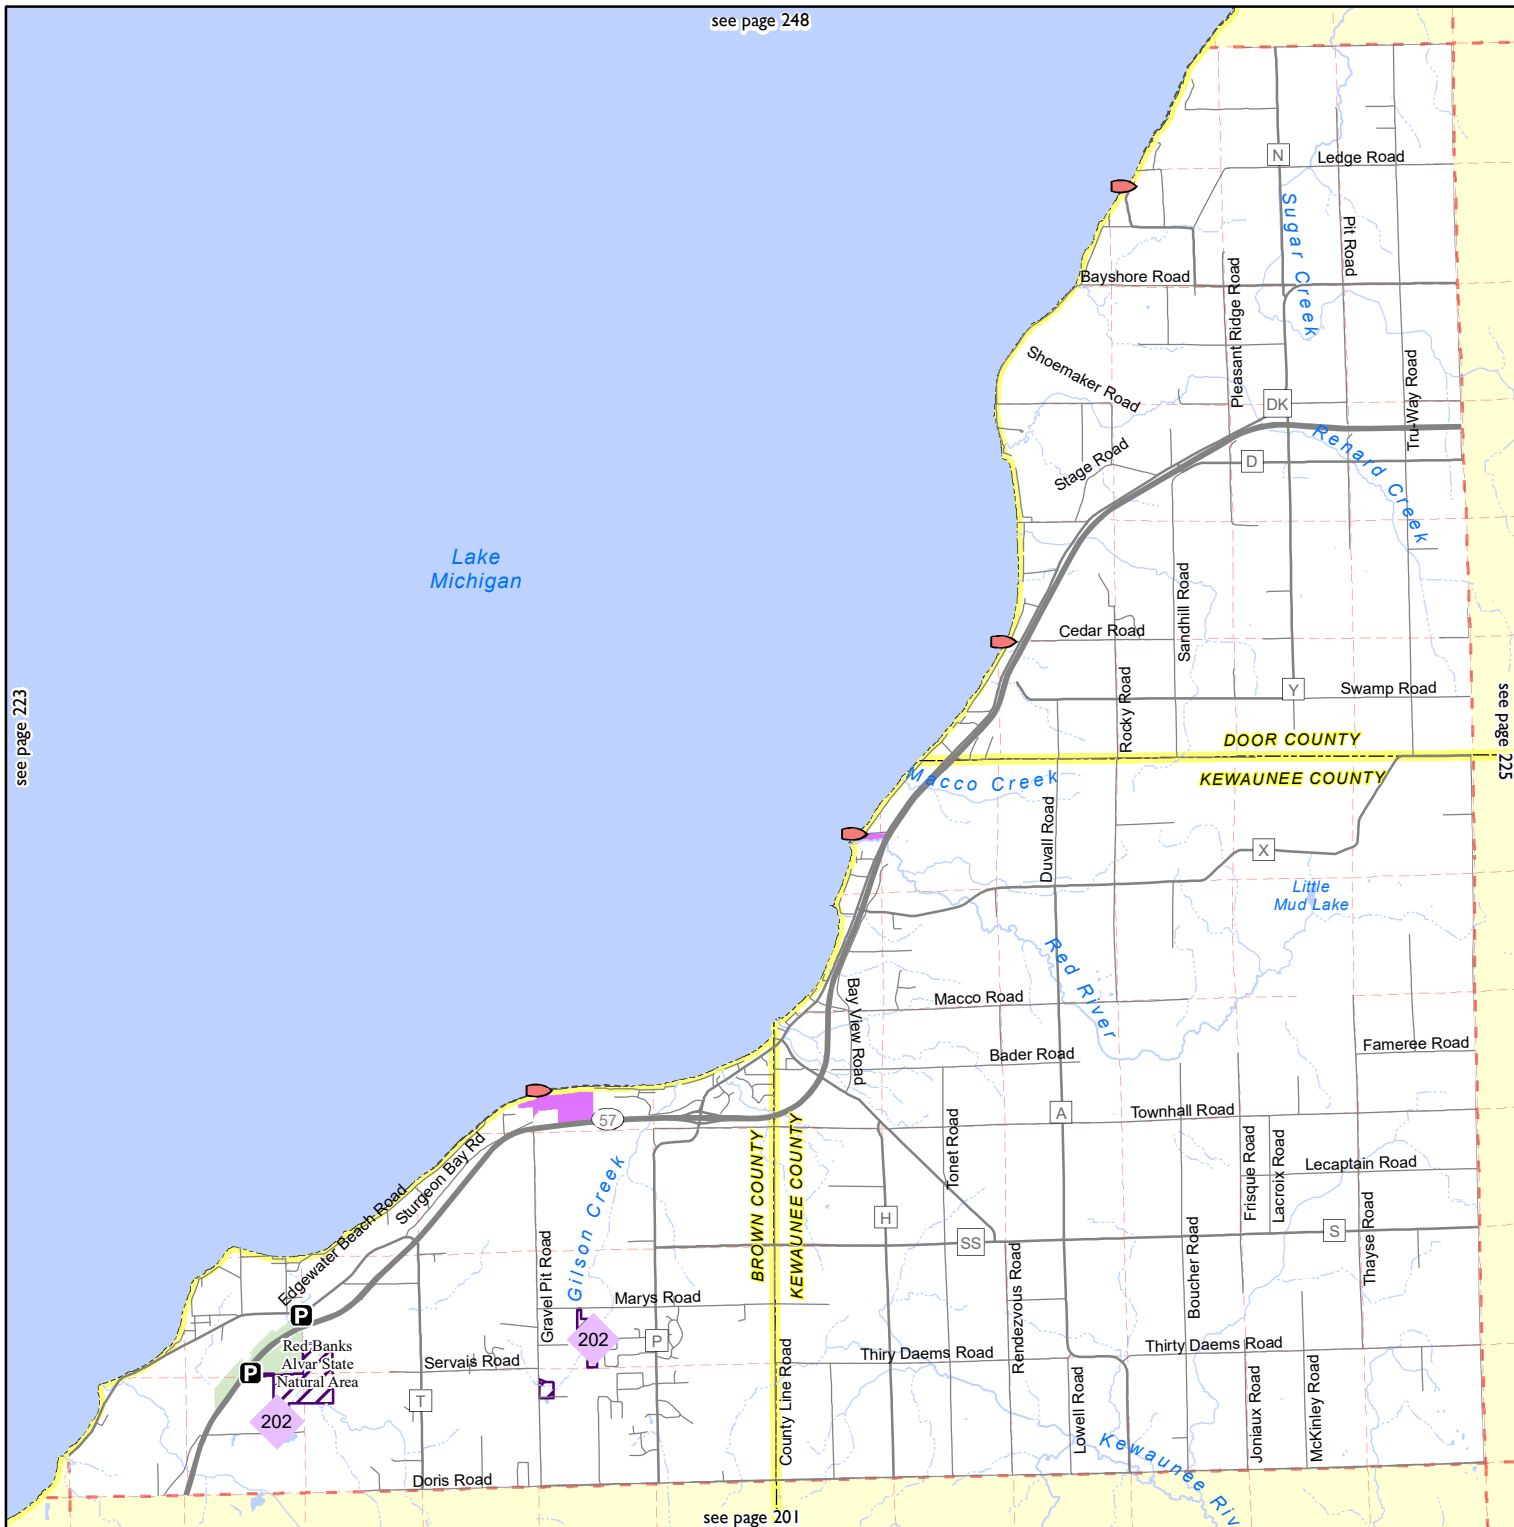 see page 248
N
Ledge Road
Sugar Creek
Pit Road
Bayshore Road
Pleasant Ridge Road
Shoemaker Road
Tru-Way Road
DK
Renard Creek
Stage Road
D
Lake
Michigan
Sandhill Road
Cedar Road
Rocky Road
Y
Swamp Road
see page 223
see page 225
DOOR COUNTY
KEWAUNEE COUNTY
Macco Creek
Duvall Road
X
Little
Mud Lake
Red River
Bay View Road
Macco Road
Bader Road
Fameree Road
57
A
Townhall Road
Tonet Road
Frisque Road
Lacroix Road
Lecaptain Road
Sturgeon Bay Rd
Edgewater Beach Road
Gilson Creek
BROWN COUNTY
KEWAUNEE COUNTY
H
SS
S
Thayse Road
Boucher Road
Rendezvous Road
Gravel Pit Road
Marys Road
P
202
P
Red Banks
Alvar State
Natural Area
P
202
Servais Road
T
County Line Road
Thiry Daems Road
Thirty Daems Road
Lowell Road
Joniaux Road
McKinley Road
Doris Road
Kewaunee Riv
see page 201